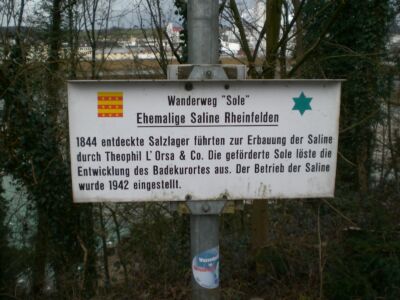 Wanderweg "Sole"
Ehemalige Saline Rheinfelden
1844 entdeckte Salzlager führten zur Erbauung der Saline
durch Theophil L'Orsa & Co. Die geförderte Sole löste die
Entwicklung des Badekurortes aus. Der Betrieb der Saline
wurde 1942 eingestellt.